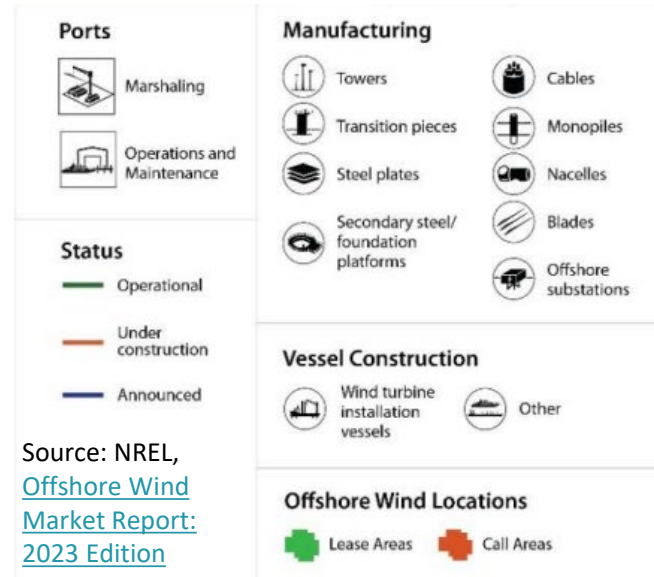 Ports
Marshaling
Operations and
Maintenance
Status
Operational
Under
construction
Announced
Source: NREL,
Offshore Wind
Market Report:
2023 Edition
Manufacturing
Towers
Transition pieces
Steel plates
Secondary steel/
foundation
platforms
Cables
Monopiles
Nacelles
Blades
Offshore
substations
Vessel Construction
Wind turbine
installation
vessels
Other
Offshore Wind Locations
Lease Areas
Call Areas